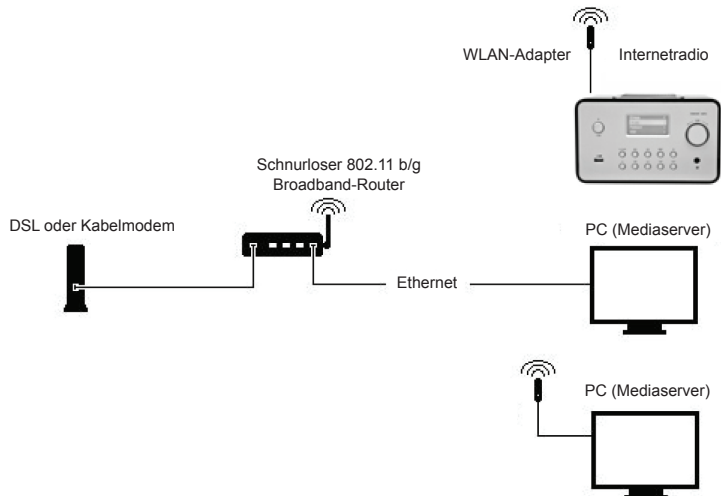 WLAN-Adapter
Internetradio
Schnurloser 802.11 b/g
Broadband-Router
DSL oder Kabelmodem
PC (Mediaserver)
Ethernet
PC (Mediaserver)